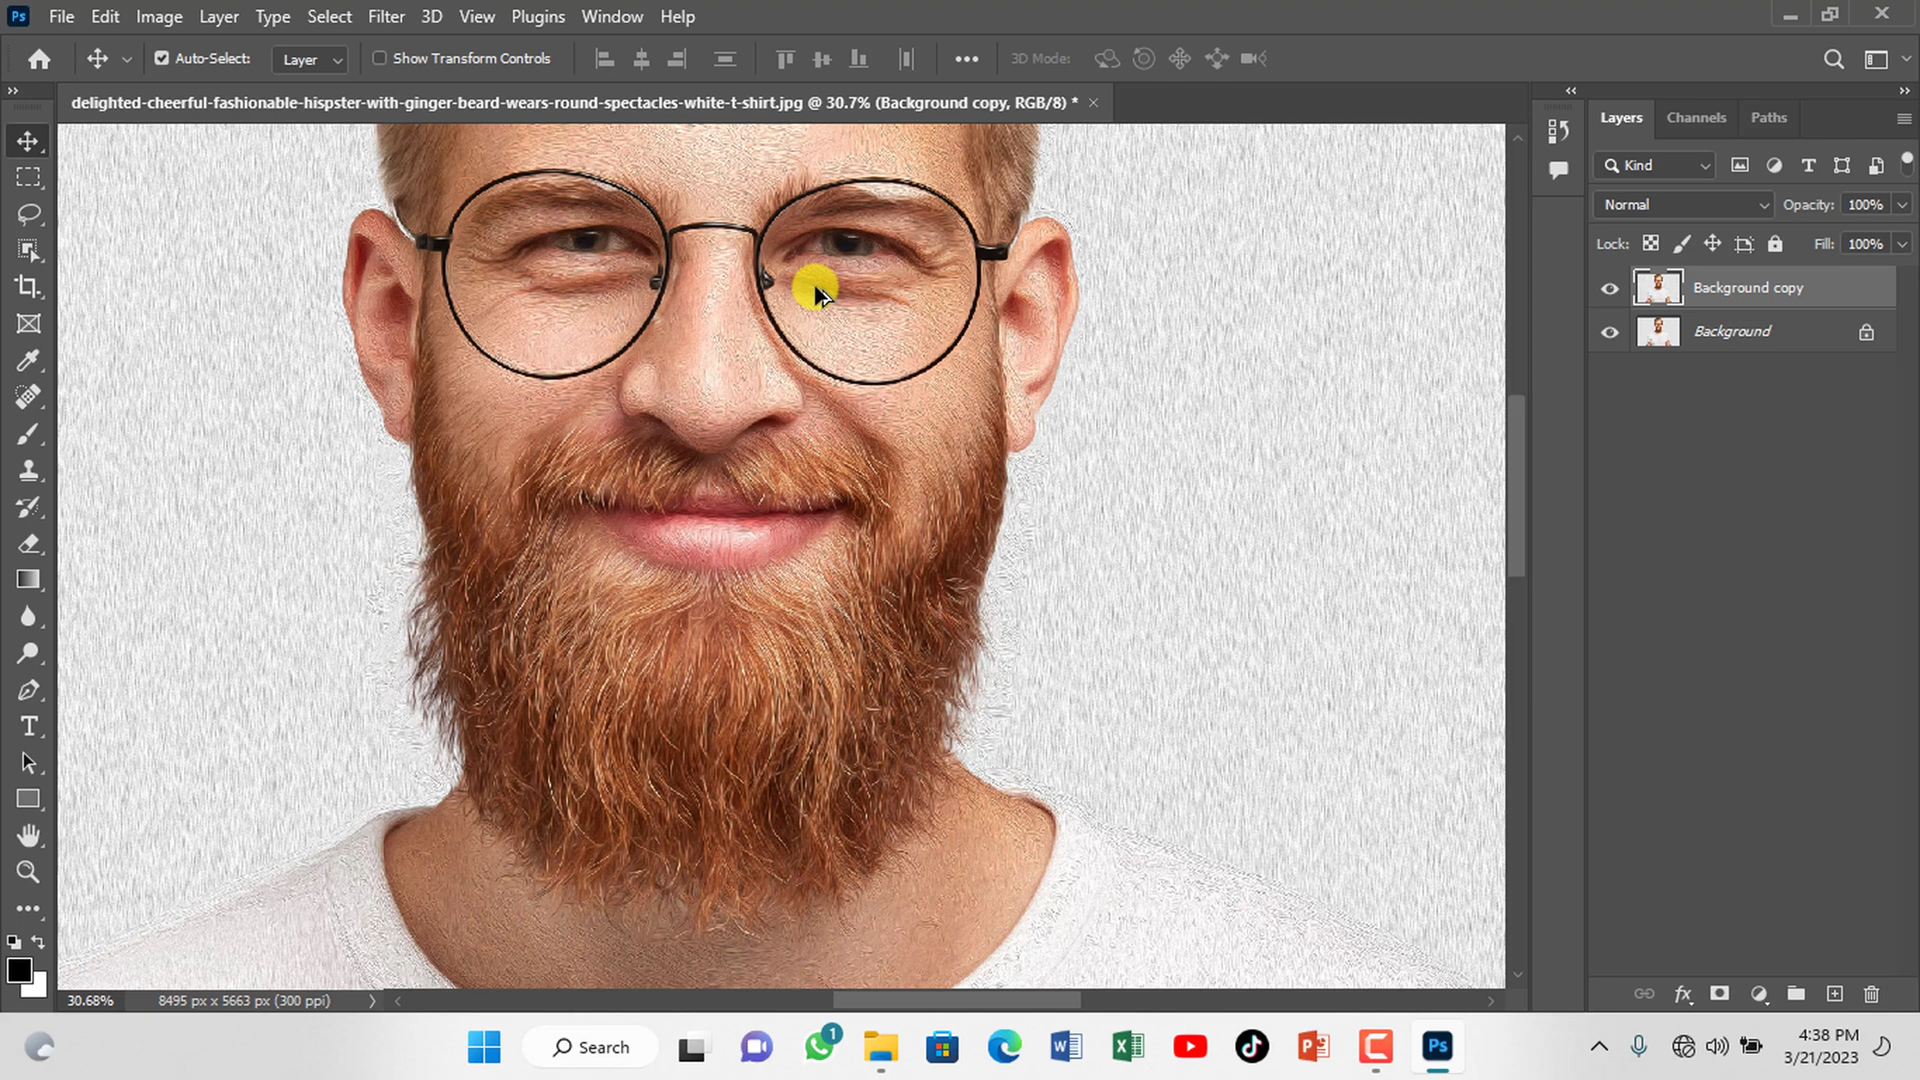 Ps File Edit Image Layer Type Select Filter 3D View Plugins Window Help
Auto-Select: Layer Show Transform Controls 3D Mode:
delighted-cheerful-fashionable-hispster-with-ginger-beard-wears-round-spectacles-white-t-shirt.jpg @ 30.7% (Background copy, RGB/8) *
Layers Channels Paths
Kind
Normal Opacity: 100%
Lock: Fill: 100%
Background copy
Background
30.68% 8495 px x 5663 px (300 ppi)
Search 1 Ps
4:38 PM
3/21/2023